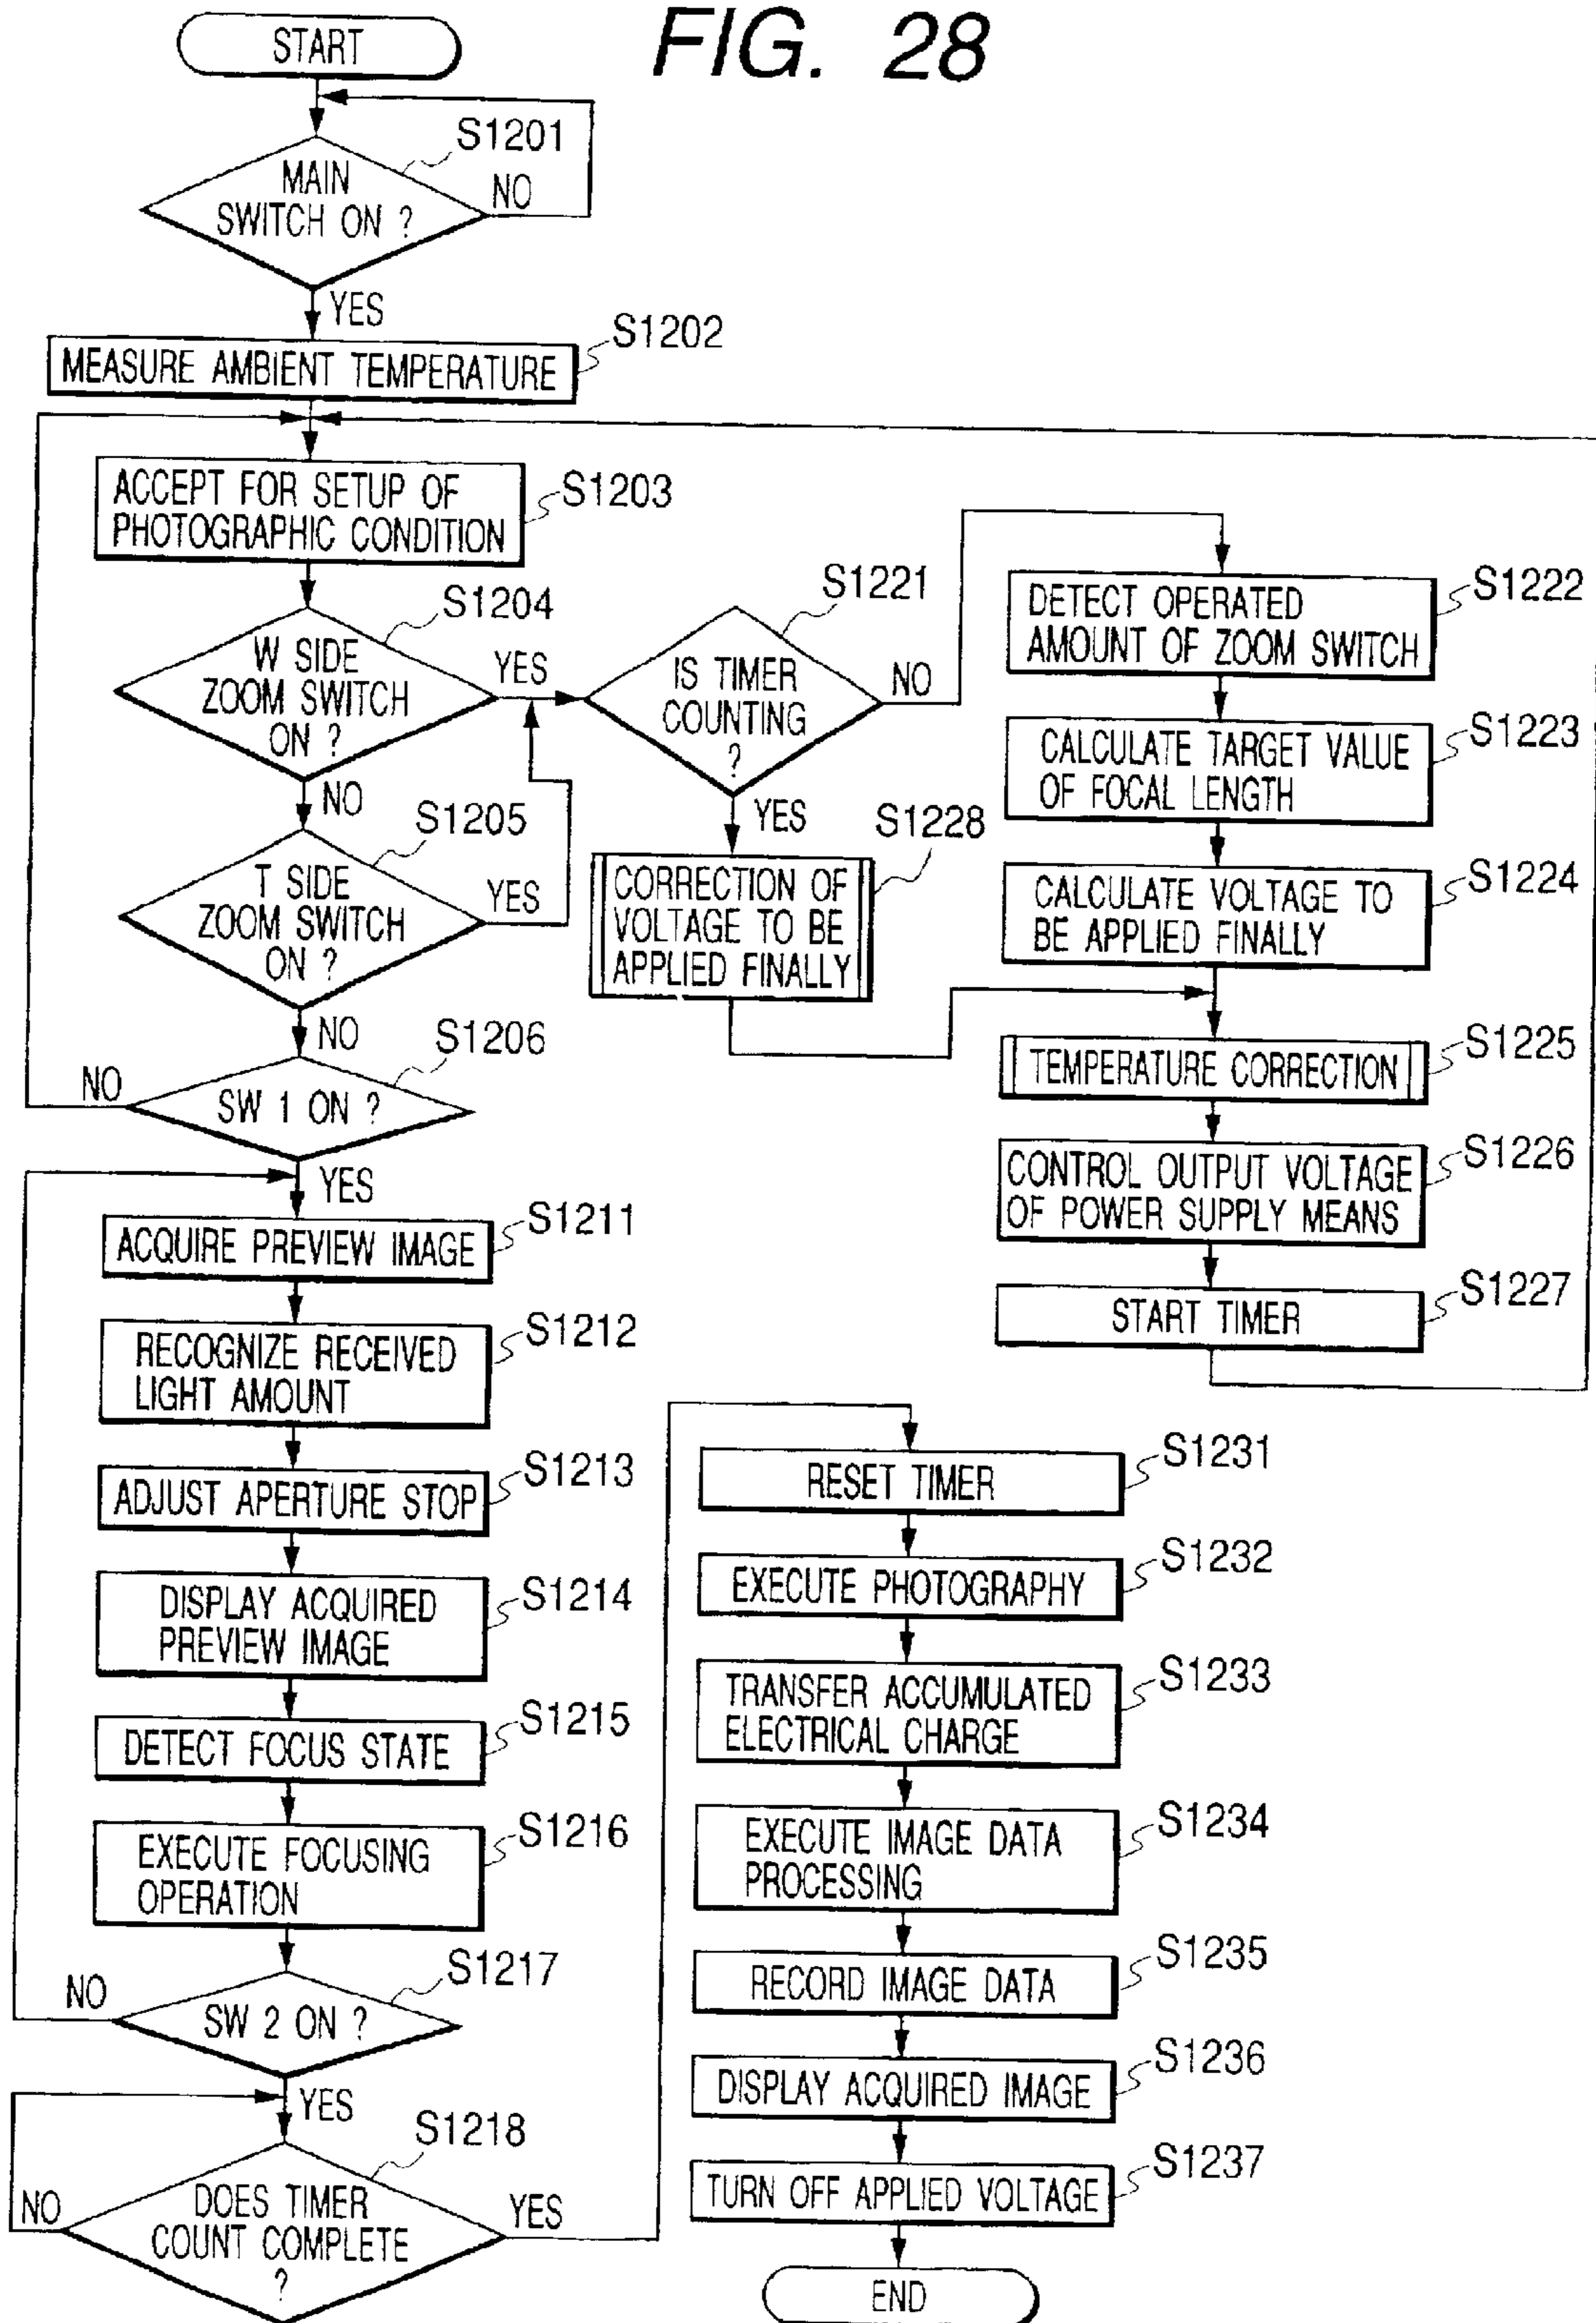 FIG. 28
START
S1201
MAIN
SWITCH ON ?
NO
YES
S1202
MEASURE AMBIENT TEMPERATURE
ACCEPT FOR SETUP OF
PHOTOGRAPHIC CONDITION
S1203
S1204
W SIDE
ZOOM SWITCH
ON ?
YES
NO
S1205
T SIDE
ZOOM SWITCH
ON ?
YES
NO
S1206
SW 1 ON ?
NO
YES
S1211
ACQUIRE PREVIEW IMAGE
S1212
RECOGNIZE RECEIVED
LIGHT AMOUNT
S1213
ADJUST APERTURE STOP
S1214
DISPLAY ACQUIRED
PREVIEW IMAGE
S1215
DETECT FOCUS STATE
S1216
EXECUTE FOCUSING
OPERATION
S1217
SW 2 ON ?
NO
YES
S1218
DOES TIMER
COUNT COMPLETE
?
NO
YES
S1221
IS TIMER
COUNTING
?
NO
YES
S1228
CORRECTION OF
VOLTAGE TO BE
APPLIED FINALLY
S1222
DETECT OPERATED
AMOUNT OF ZOOM SWITCH
S1223
CALCULATE TARGET VALUE
OF FOCAL LENGTH
S1224
CALCULATE VOLTAGE TO
BE APPLIED FINALLY
S1225
TEMPERATURE CORRECTION
S1226
CONTROL OUTPUT VOLTAGE
OF POWER SUPPLY MEANS
S1227
START TIMER
S1231
RESET TIMER
S1232
EXECUTE PHOTOGRAPHY
S1233
TRANSFER ACCUMULATED
ELECTRICAL CHARGE
S1234
EXECUTE IMAGE DATA
PROCESSING
S1235
RECORD IMAGE DATA
S1236
DISPLAY ACQUIRED IMAGE
S1237
TURN OFF APPLIED VOLTAGE
END